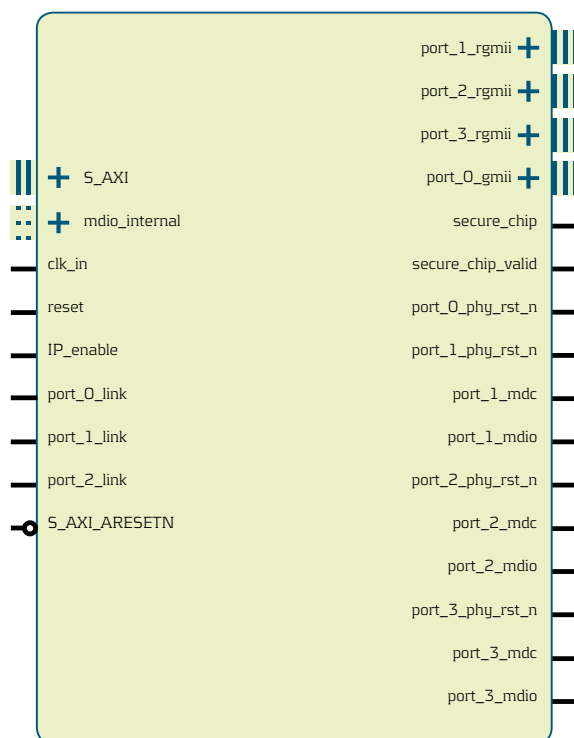 port_1_rgmii
port_2_rgmii
port_3_rgmii
port_0_gmii
S_AXI
mdio_internal
clk_in
reset
IP_enable
port_0_link
port_1_link
port_2_link
S_AXI_ARESETN
secure_chip
secure_chip_valid
port_0_phy_rst_n
port_1_phy_rst_n
port_1_mdc
port_1_mdio
port_2_phy_rst_n
port_2_mdc
port_2_mdio
port_3_phy_rst_n
port_3_mdc
port_3_mdio